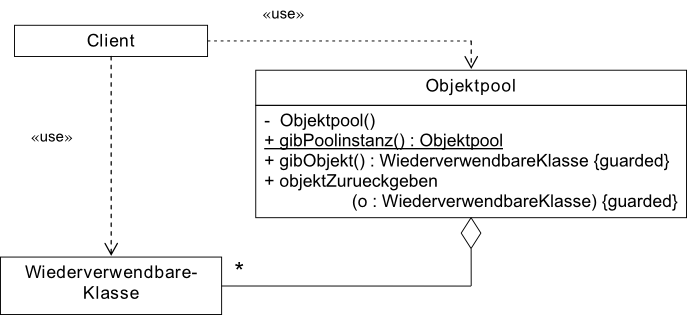 «use»
Client
Objektpool
- Objektpool()
+ gibPoolinstanz() : Objektpool
+ gibObjekt() : WiederverwendbareKlasse {guarded}
+ objektZurueckgeben
(o : WiederverwendbareKlasse) {guarded}
«use»
Wiederverwendbare-
Klasse
*